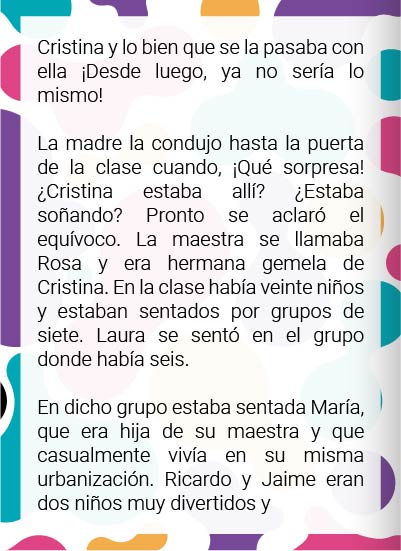 Cristina y lo bien que se la pasaba con
ella ¡Desde luego, ya no sería lo
mismo!
La madre la condujo hasta la puerta
de la clase cuando, ¡Qué sorpresa!
¿Cristina estaba allí? ¿Estaba
soñando? Pronto se aclaró el
equívoco. La maestra se llamaba
Rosa y era hermana gemela de
Cristina. En la clase había veinte niños
y estaban sentados por grupos de
siete. Laura se sentó en el grupo
donde había seis.
En dicho grupo estaba sentada María,
que era hija de su maestra y que
casualmente vivía en su misma
urbanización. Ricardo y Jaime eran
dos niños muy divertidos y